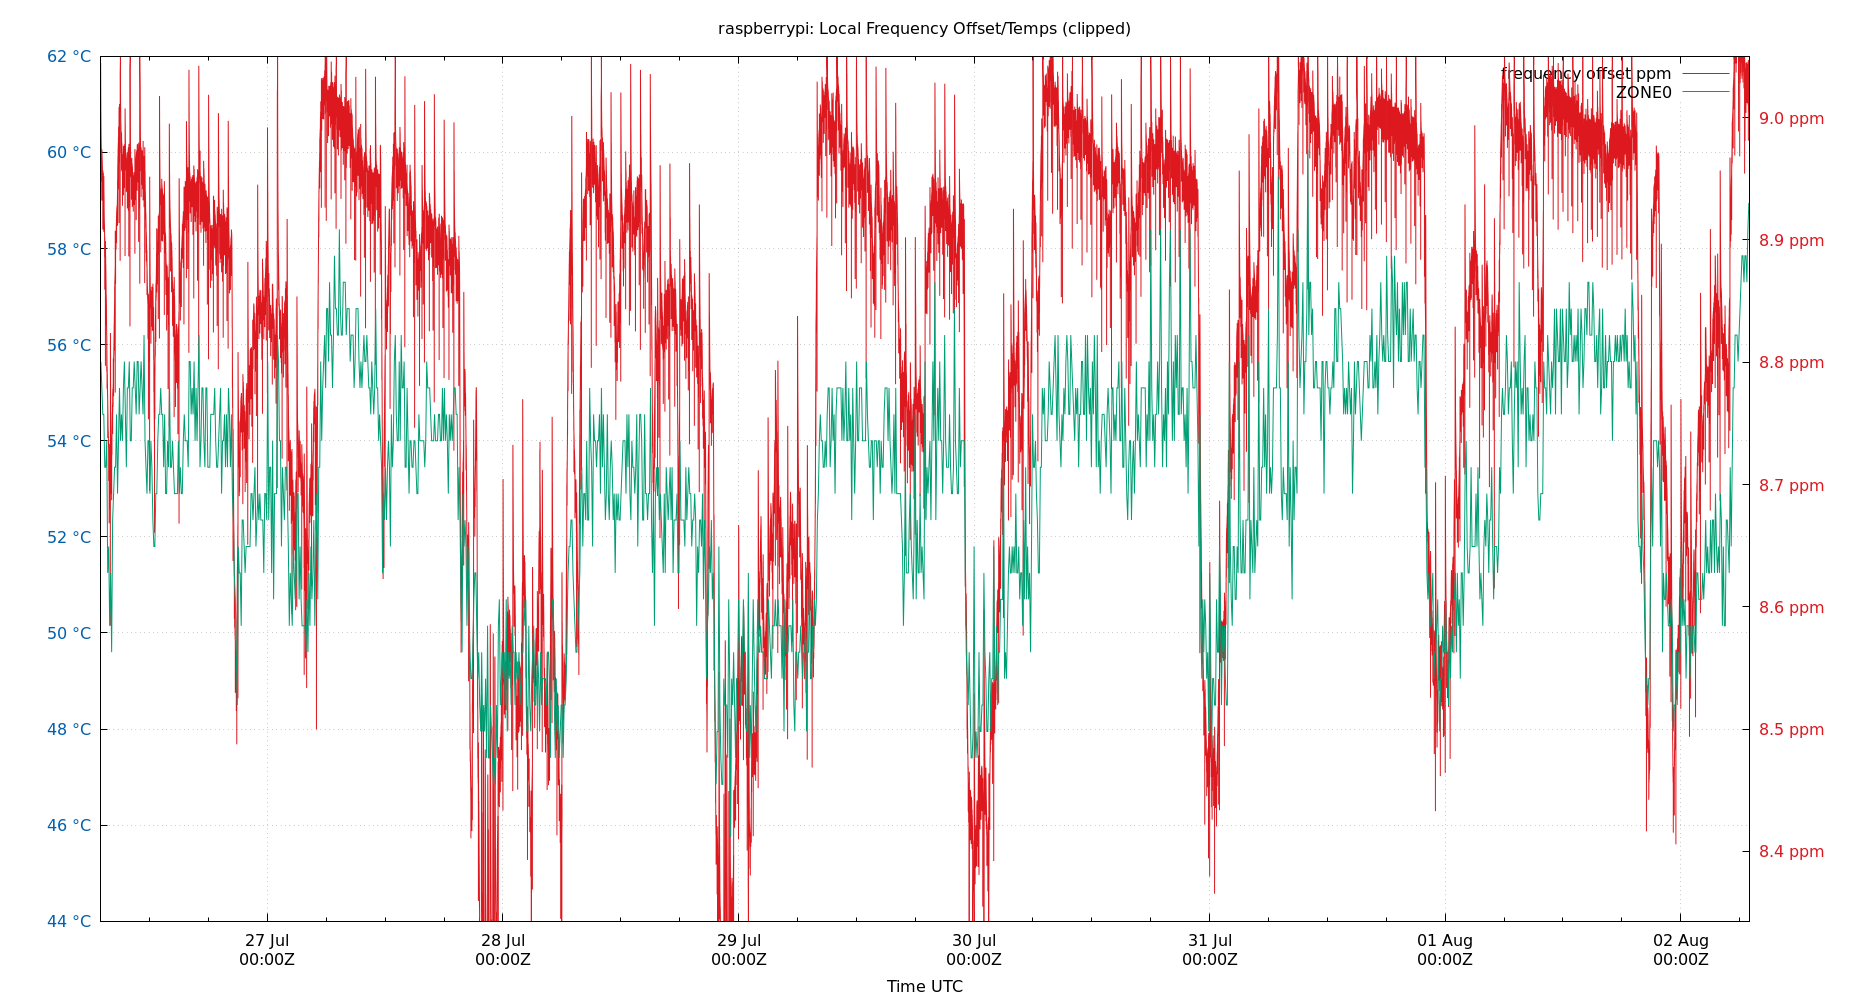 raspberrypi: Local Frequency Offset/Temps (clipped)
62 °C
60 °C
58 °C
56 °C
54 °C
52 °C
50 °C
48 °C
46 °C
44 °C
frequency offset ppm
ZONE0
9.0 ppm
8.9 ppm
8.8 ppm
8.7 ppm
8.6 ppm
8.5 ppm
8.4 ppm
27 Jul
00:00Z
28 Jul
00:00Z
29 Jul
00:00Z
30 Jul
00:00Z
31 Jul
00:00Z
01 Aug
00:00Z
02 Aug
00:00Z
Time UTC